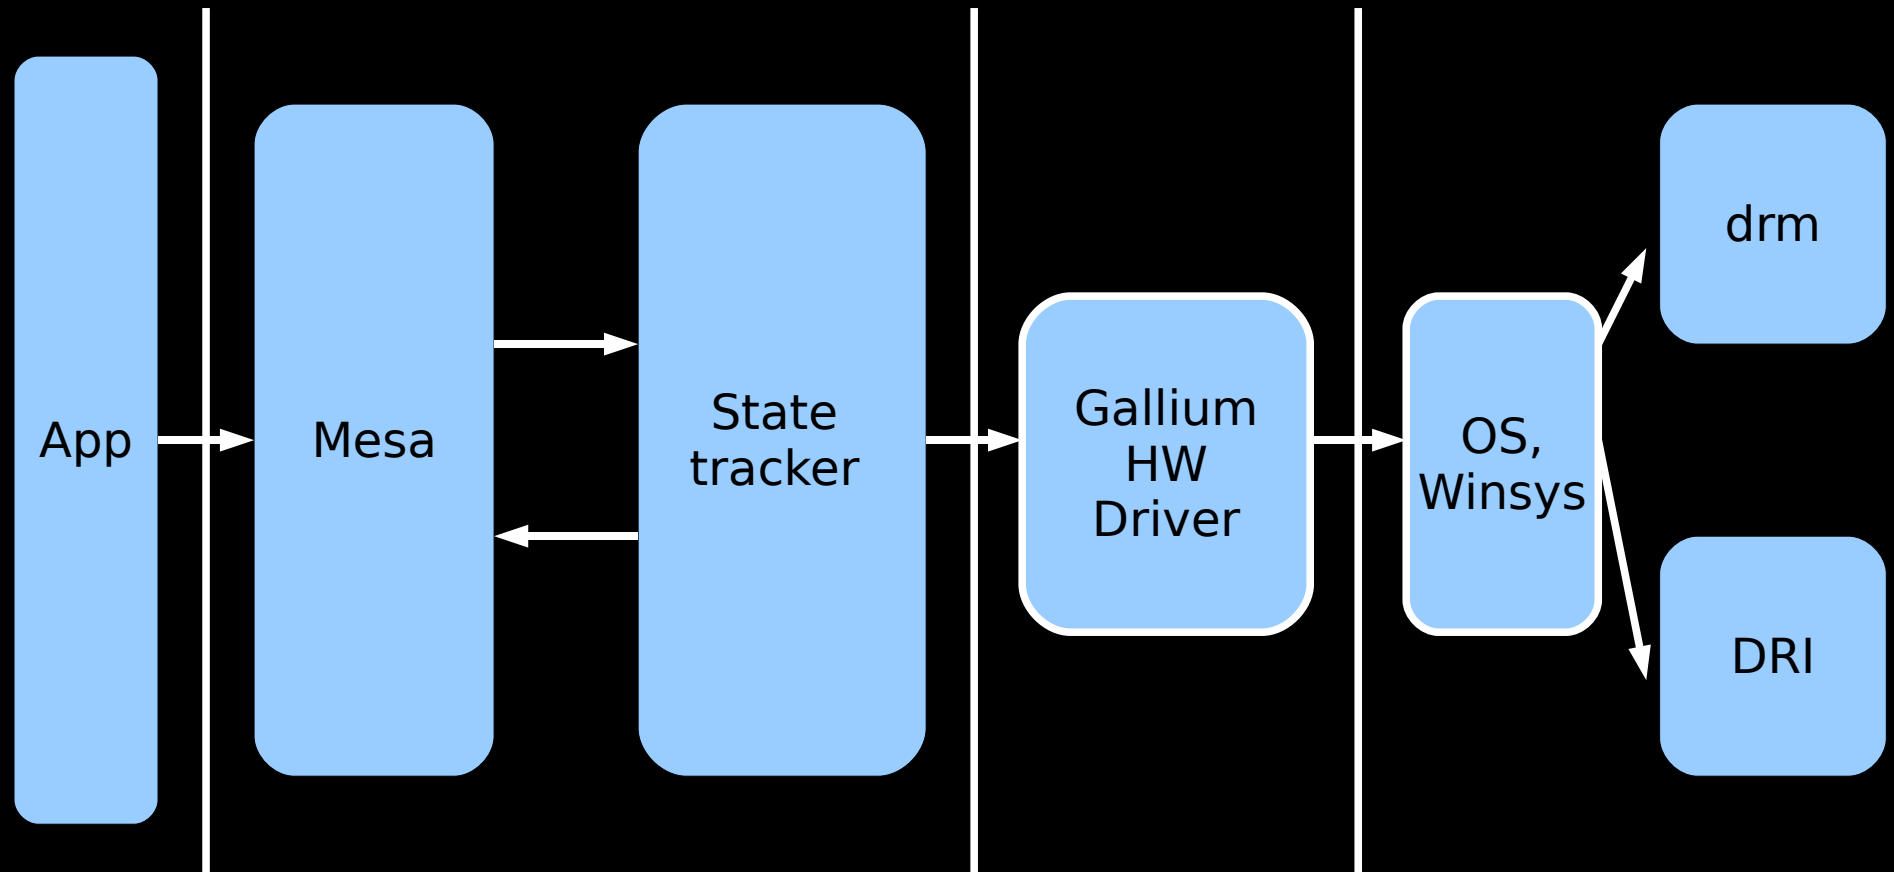 App
Mesa
State
tracker
Gallium
HW
Driver
OS,
Winsys
drm
DRI